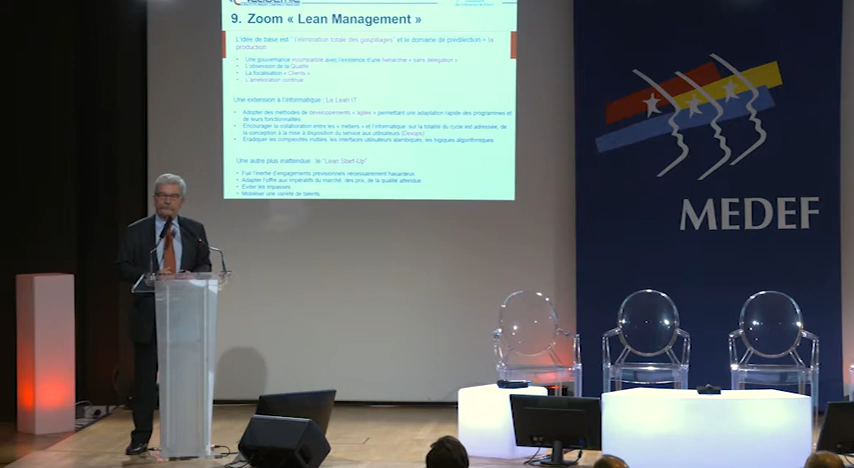 9. Zoom « Lean Management »
L'idée de base est " l'élimination totale des gaspillages" et le domaine de prédilection = la
production
• Une gouvernance incompatible avec l'existence d'une hiérarchie « sans délégation »
• L'obsession de la Qualité
• La focalisation « Clients »
• L'amélioration continue
Une extension à l'informatique : Le Lean IT
• Adopter des méthodes de développements « agiles » permettant une adaptation rapide des programmes et
de leurs fonctionnalités
• Encourager la collaboration entre les « métiers » et l'informatique: sur la totalité du cycle est adressée, de
la conception à la mise à disposition du service aux utilisateurs (Devops)
• Eradiquer les complexités inutiles, les interfaces utilisateurs alambiqués, les logiques algorithmiques.
Une autre plus inattendue : le "Lean Start-Up"
• Fuir l'inertie d'engagements prévisionnels nécessairement hasardeux.
• Adapter l'offre aux impératifs du marché, des prix, de la qualité attendue
• Éviter les impasses
• Mobiliser une variété de talents
MEDEF